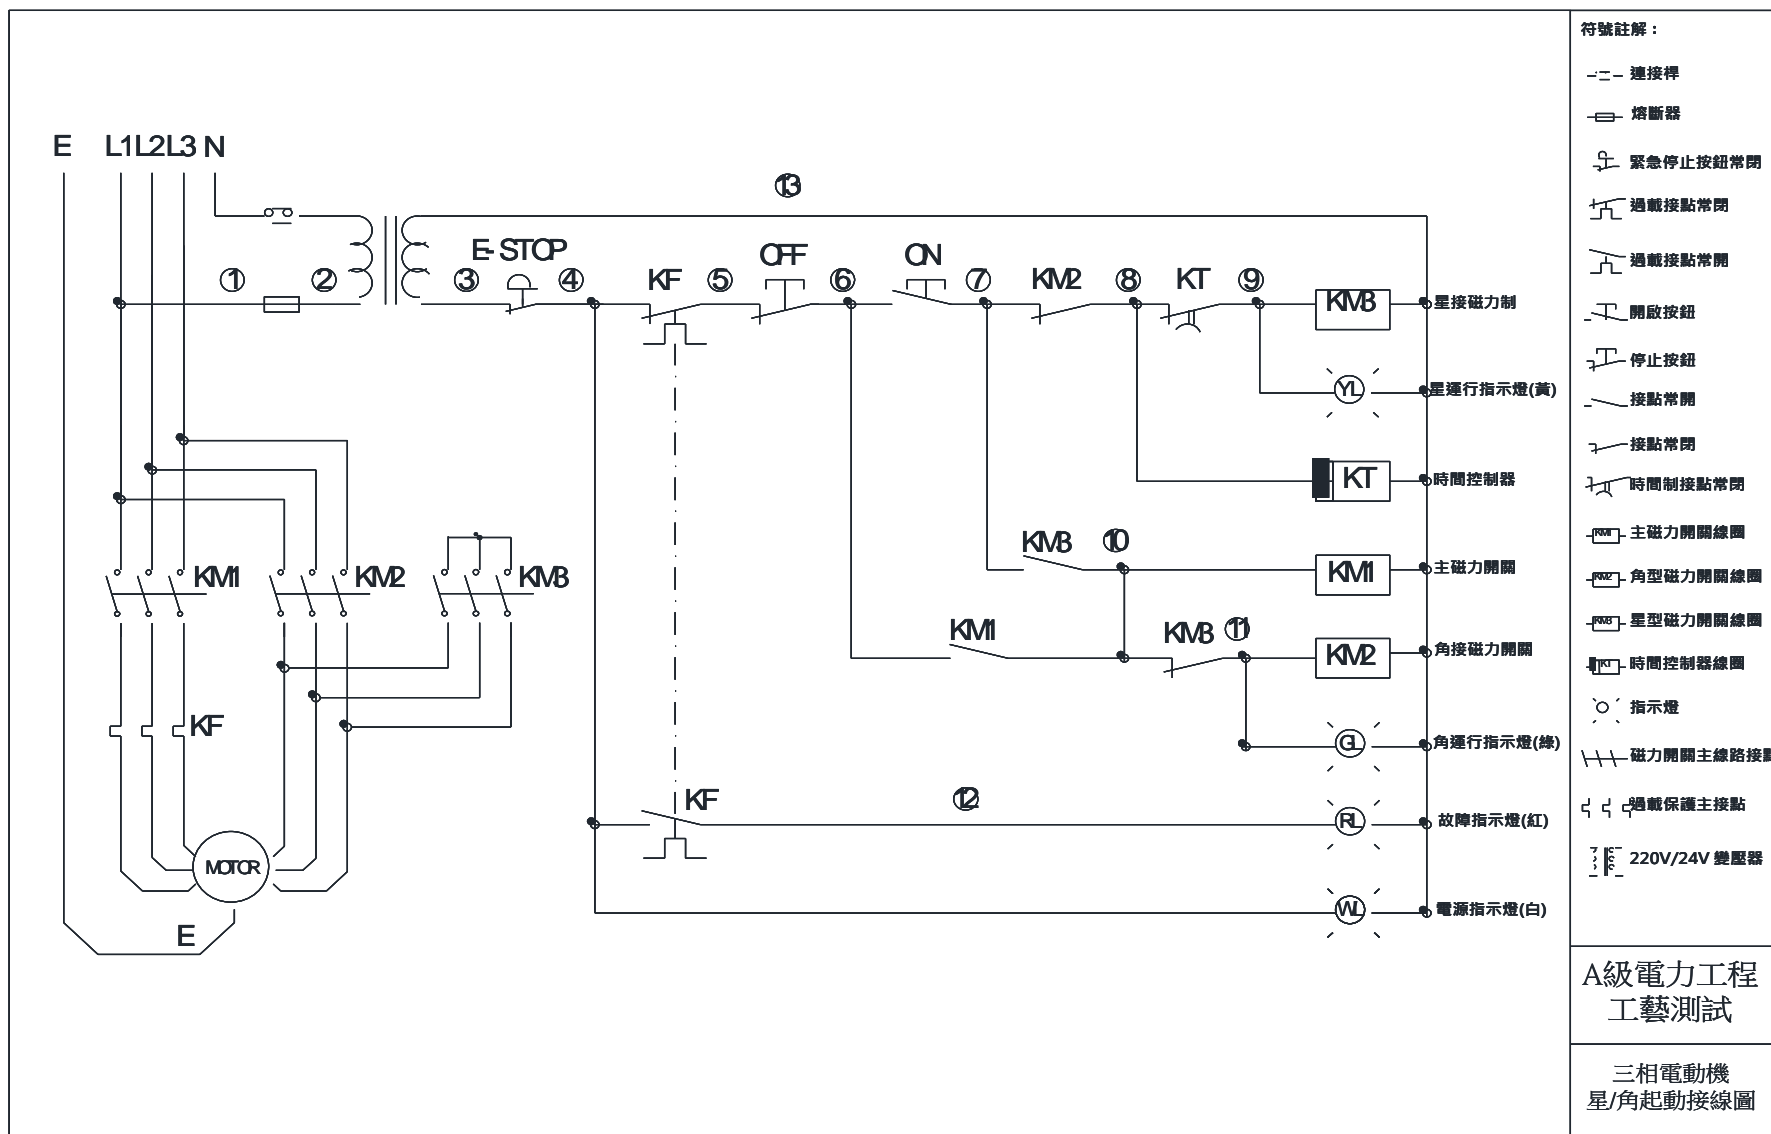 E L1 L2 L3 N
13
E-STOP
OFF
ON
1
2
3
4
KF
5
6
7
KM2
8
KT
9
KM3
星接磁力制
YL
星運行指示燈(黃)
KT
時間控制器
KM3
10
KM1
主磁力開關
KM1
KM2
KM3
KM1
KM3
11
KM2
角接磁力開關
KF
GL
角運行指示燈(綠)
KF
12
RL
故障指示燈(紅)
MOTOR
WL
電源指示燈(白)
E
符號註解：
連接桿
熔斷器
緊急停止按鈕常閉
過載接點常閉
過載接點常開
開啟按鈕
停止按鈕
接點常開
接點常閉
時間制接點常閉
KM1 主磁力開關線圈
KM2 角型磁力開關線圈
KM3 星型磁力開關線圈
KT 時間控制器線圈
指示燈
磁力開關主線路接點
過載保護主接點
220V/24V 變壓器
A級電力工程
工藝測試
三相電動機
星/角起動接線圖